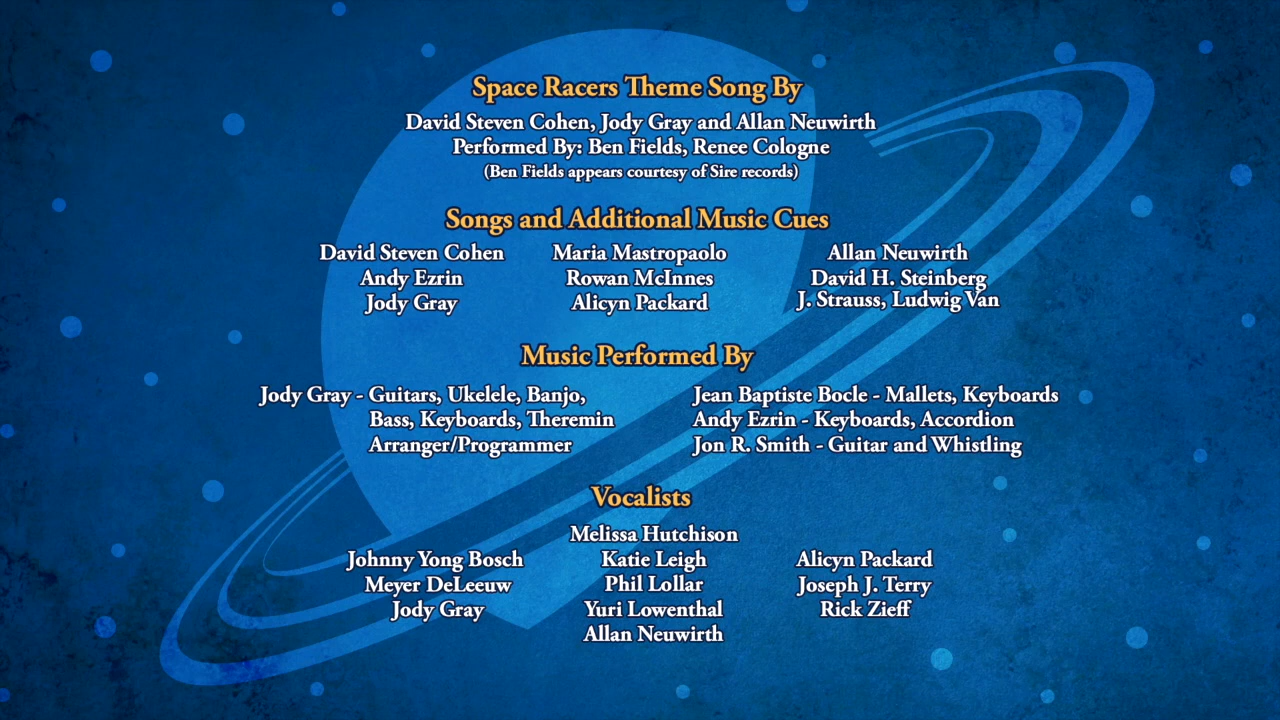 Space Racers Theme Song By
David Steven Cohen, Jody Gray and Allan Neuwirth
Performed By: Ben Fields, Renee Cologne
(Ben Fields appears courtesy of Sire records)
Songs and Additional Music Cues
David Steven Cohen Maria Mastropaolo Allan Neuwirth
Andy Ezrin Rowan McInnes David H. Steinberg
Jody Gray Alicyn Packard J. Strauss, Ludwig Van
Music Performed By
Jody Gray - Guitars, Ukelele, Banjo,
Bass, Keyboards, Theremin
Arranger/Programmer
Jean Baptiste Bocle - Mallets, Keyboards
Andy Ezrin - Keyboards, Accordion
Jon R. Smith - Guitar and Whistling
Vocalists
Melissa Hutchison
Johnny Yong Bosch Katie Leigh Alicyn Packard
Meyer DeLeeuw Phil Lollar Joseph J. Terry
Jody Gray Yuri Lowenthal Rick Zieff
Allan Neuwirth